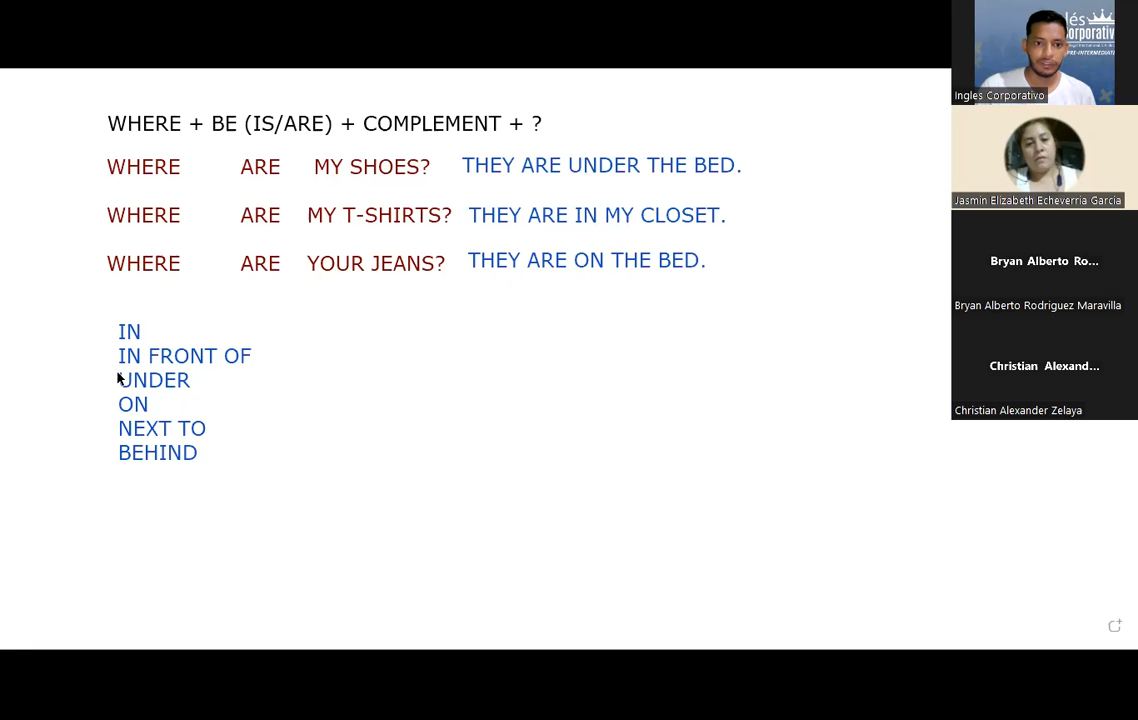 WHERE + BE (IS/ARE) + COMPLEMENT + ?
WHERE ARE MY SHOES? THEY ARE UNDER THE BED.
WHERE ARE MY T-SHIRTS? THEY ARE IN MY CLOSET.
WHERE ARE YOUR JEANS? THEY ARE ON THE BED.
IN
IN FRONT OF
UNDER
ON
NEXT TO
BEHIND
Ingles Corporativo
Jasmin Elizabeth Echeverria Garcia
Bryan Alberto Ro...
Bryan Alberto Rodriguez Maravilla
Christian Alexand...
Christian Alexander Zelaya